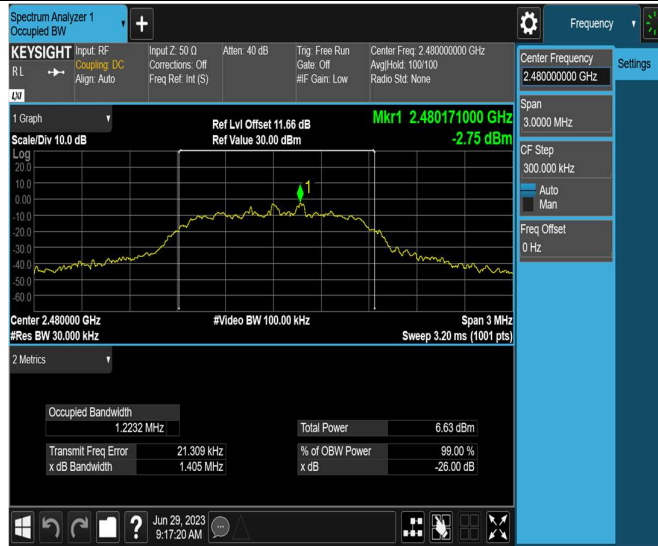 Spectrum Analyzer 1
Occupied BW
Frequency
KEYSIGHT
R L
LXI
Input: RF
Coupling: DC
Align: Auto
Input Z: 50 Ω
Corrections: Off
Freq Ref: Int (S)
Atten: 40 dB
Trig: Free Run
Gate: Off
#IF Gain: Low
Center Freq: 2.480000000 GHz
Avg|Hold: 100/100
Radio Std: None
Center Frequency
2.480000000 GHz
Settings
Span
3.0000 MHz
CF Step
300.000 kHz
Auto
Man
Freq Offset
0 Hz
1 Graph
Scale/Div 10.0 dB
Ref Lvl Offset 11.66 dB
Ref Value 30.00 dBm
Mkr1 2.480171000 GHz
-2.75 dBm
Log
20.0
10.0
0.00
-10.0
-20.0
-30.0
-40.0
-50.0
-60.0
1
Center 2.480000 GHz
#Res BW 30.000 kHz
#Video BW 100.00 kHz
Span 3 MHz
Sweep 3.20 ms (1001 pts)
2 Metrics
Occupied Bandwidth
1.2232 MHz
Total Power 6.63 dBm
Transmit Freq Error 21.309 kHz
% of OBW Power 99.00 %
x dB Bandwidth 1.405 MHz
x dB -26.00 dB
Jun 29, 2023
9:17:20 AM